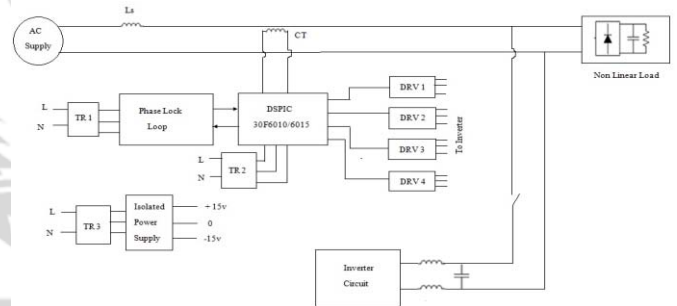 Ls
AC
Supply
CT
Non Linear Load
L
N
TR 1
Phase Lock
Loop
DSPIC
30F6010/6015
DRV 1
DRV 2
DRV 3
DRV 4
To Inverter
L
N
TR 2
L
N
TR 3
Isolated
Power
Supply
+ 15v
0
-15v
Inverter
Circuit